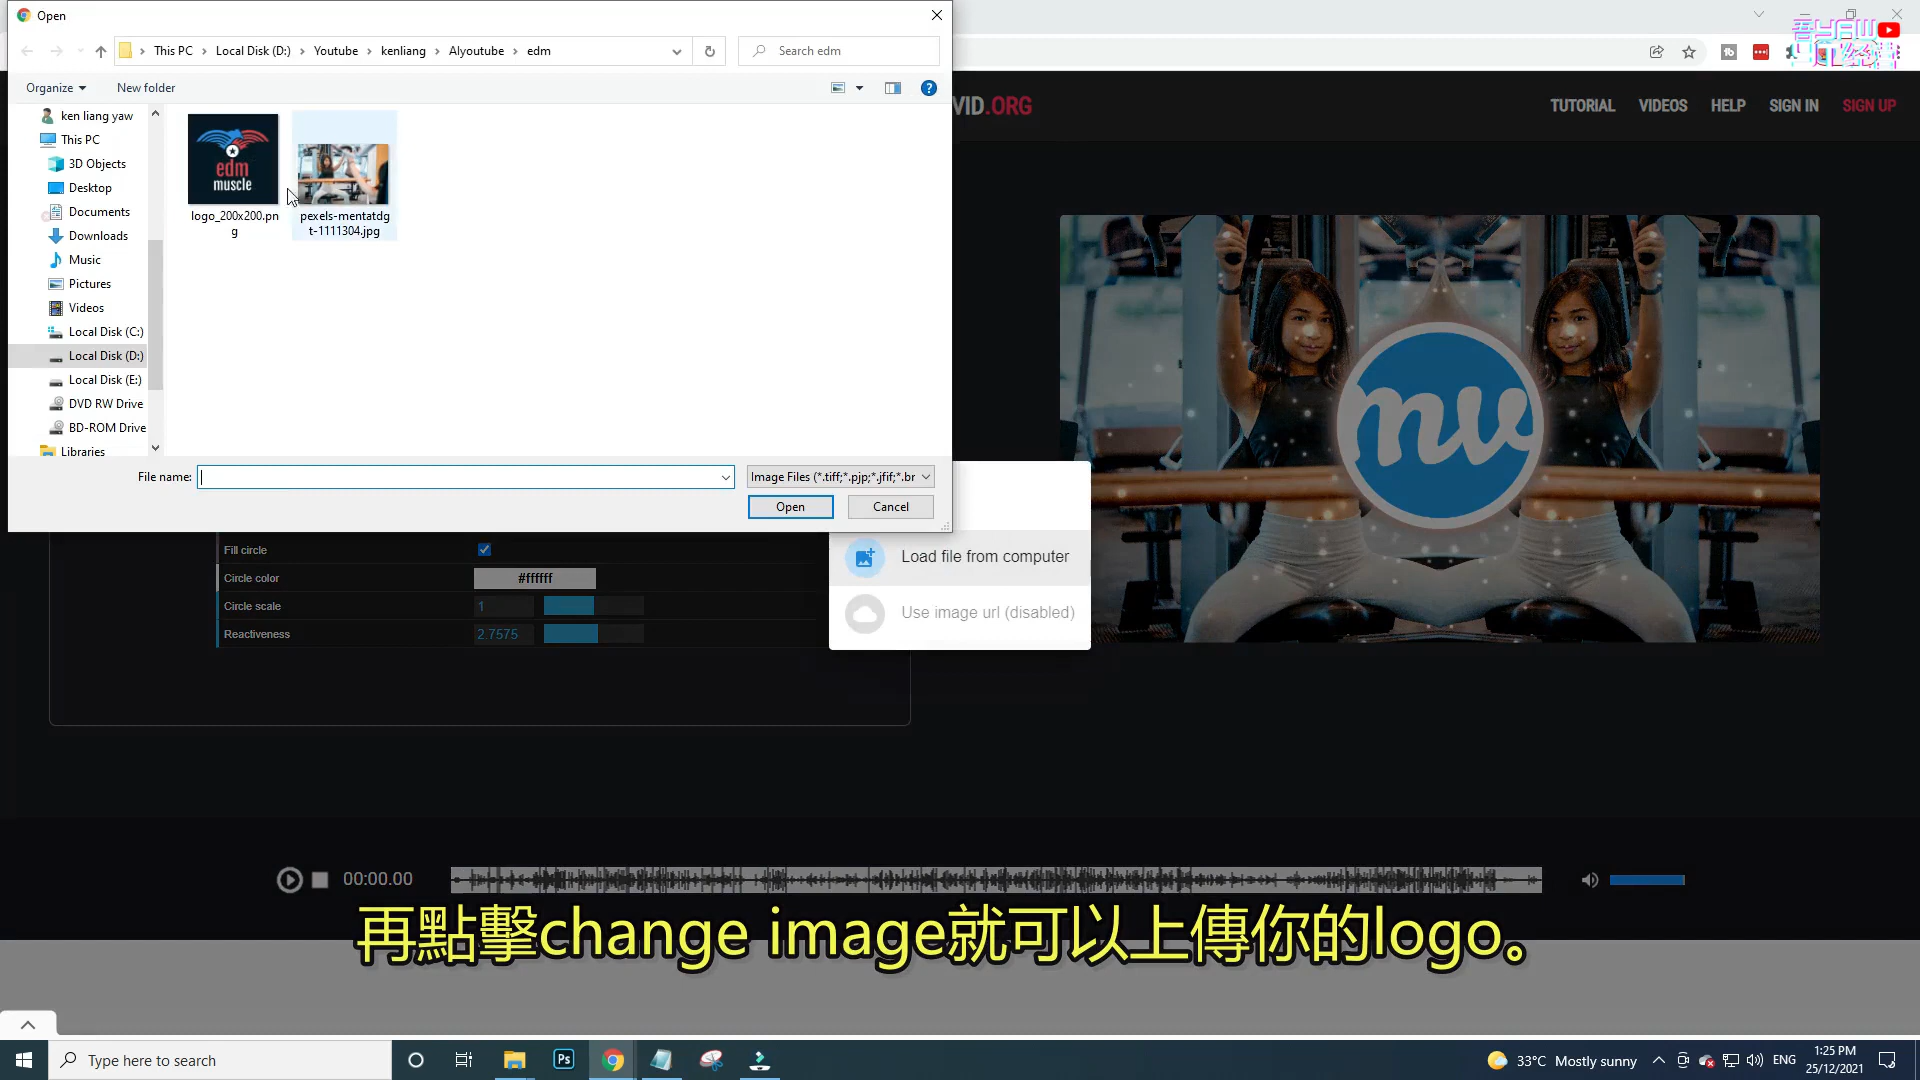 Open
This PC
Local Disk (D:)
Youtube
kenliang
Alyoutube
edm
Search edm
Organize
New folder
ken liang yaw
This PC
3D Objects
Desktop
Documents
Downloads
Music
Pictures
Videos
Local Disk (C:)
Local Disk (D:)
Local Disk (E:)
DVD RW Drive
BD-ROM Drive
Libraries
edm
muscle
logo_200x200.pn
g
pexels-mentatdg
t-1111304.jpg
File name:
Image Files (*.tiff;*.pjp;*.jfif;*.br
Open
Cancel
VID.ORG
TUTORIAL
VIDEOS
HELP
SIGN IN
SIGN UP
nv
Fill circle
Circle color
#ffffff
Circle scale
1
Reactiveness
2.7575
Load file from computer
Use image url (disabled)
00:00.00
再點擊change image就可以上傳你的logo。
Type here to search
Ps
33°C Mostly sunny
ENG
1:25 PM
25/12/2021